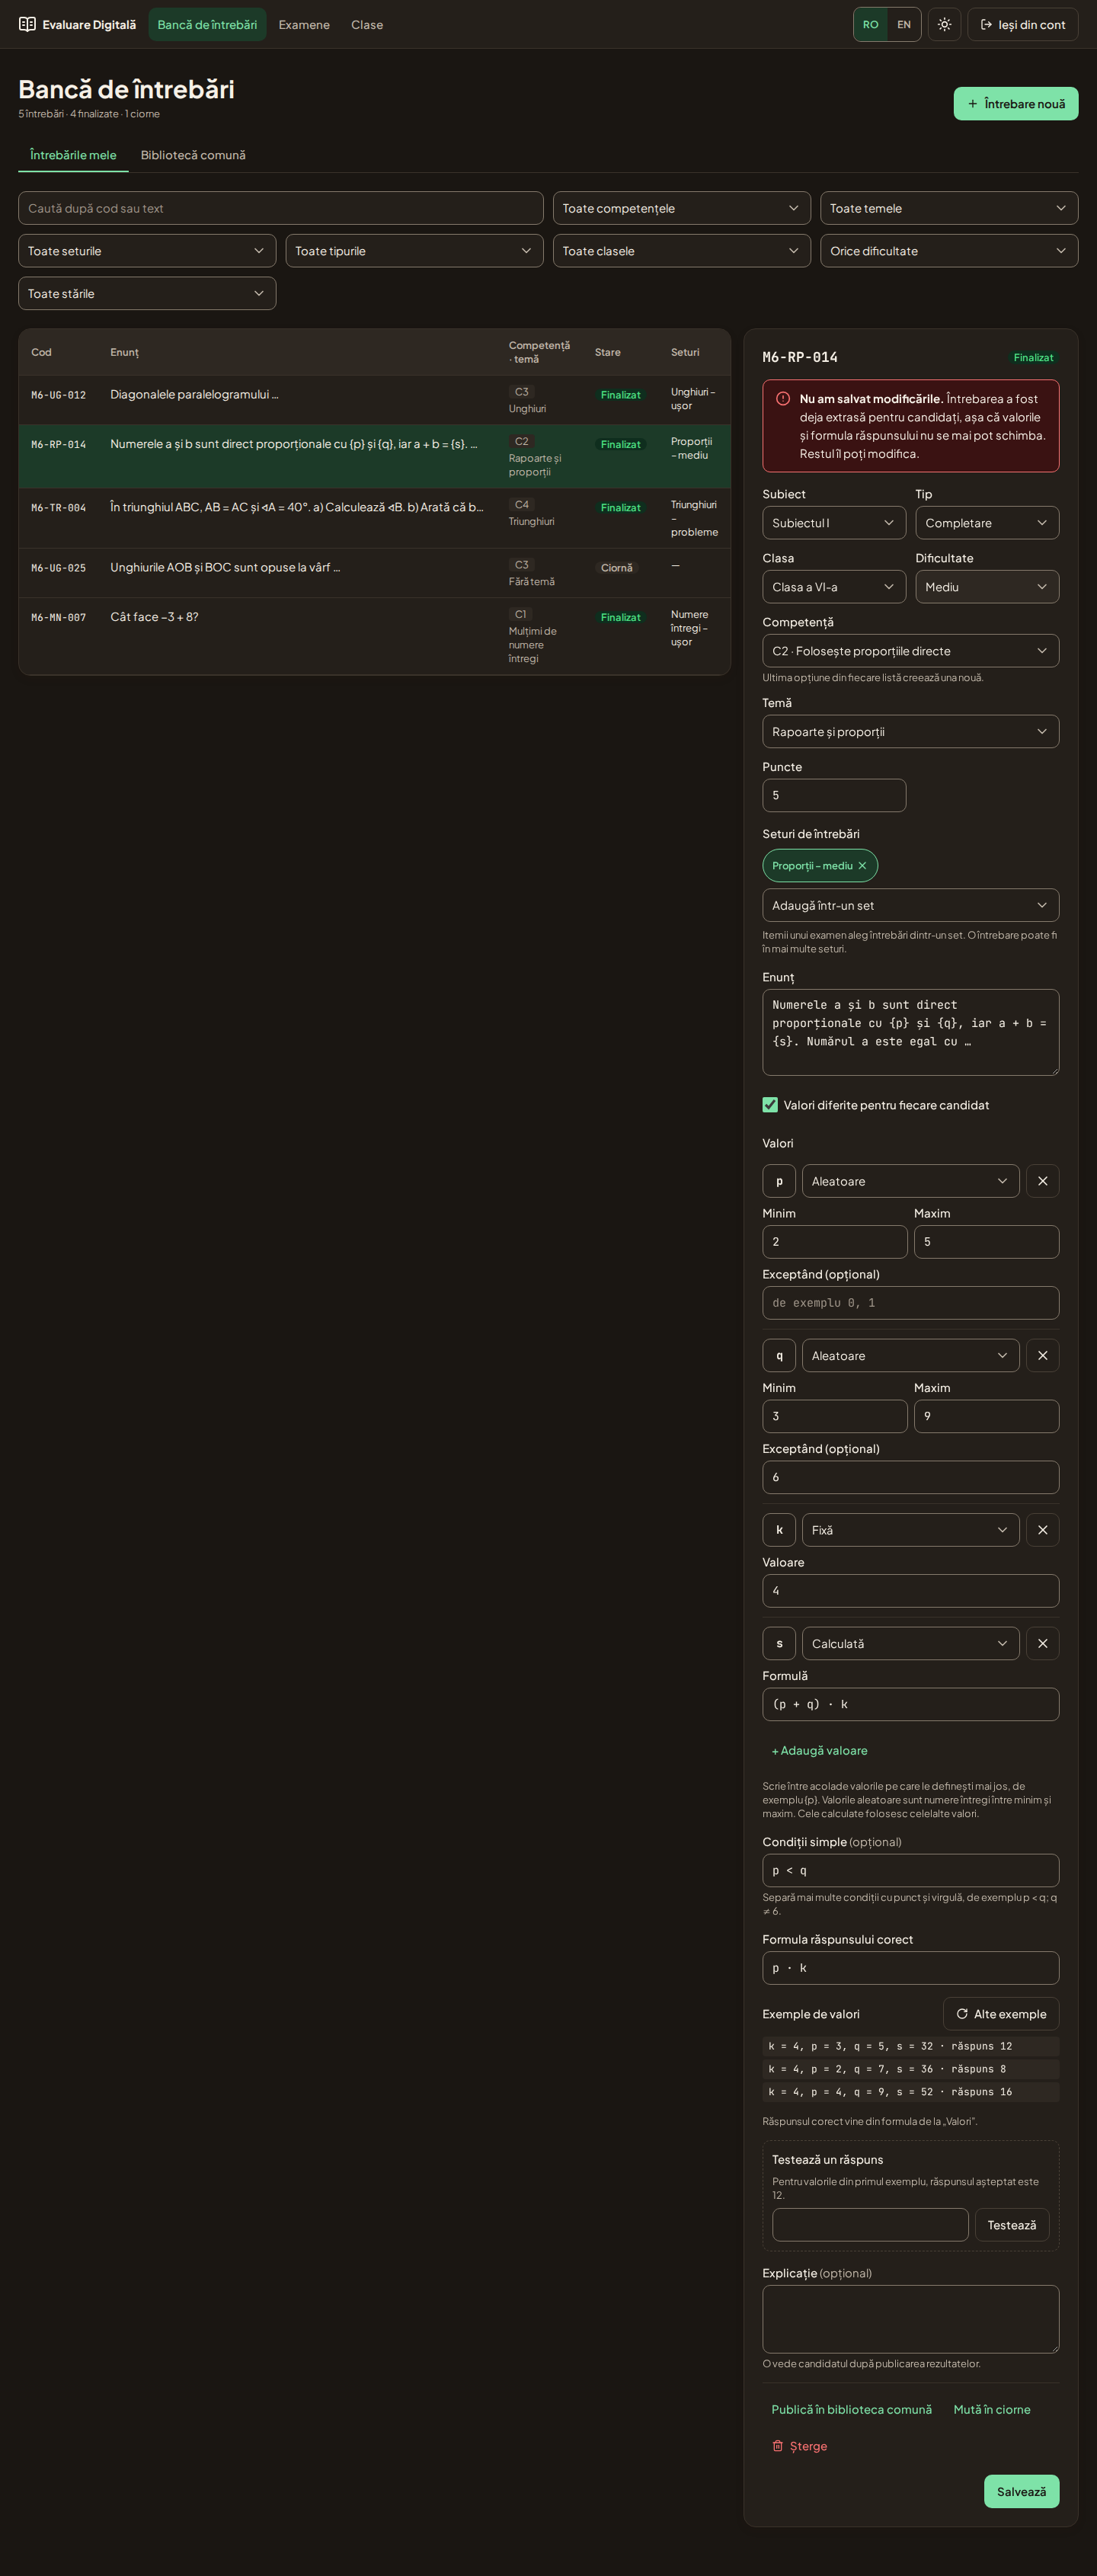 Evaluare Digitală
Bancă de întrebări
Examene
Clase
RO
EN
Ieși din cont
Bancă de întrebări
5 întrebări · 4 finalizate · 1 ciorne
Întrebare nouă
Întrebările mele
Bibliotecă comună
Caută după cod sau text
Toate competențele
Toate temele
Toate seturile
Toate tipurile
Toate clasele
Orice dificultate
Toate stările
Cod
Enunț
Competență
· temă
Stare
Seturi
M6-UG-012
Diagonalele paralelogramului …
C3
Unghiuri
Finalizat
Unghiuri –
ușor
M6-RP-014
Numerele a și b sunt direct proporționale cu {p} și {q}, iar a + b = {s}. …
C2
Rapoarte și
proporții
Finalizat
Proporții
– mediu
M6-TR-004
În triunghiul ABC, AB = AC și ∢A = 40°. a) Calculează ∢B. b) Arată că b…
C4
Triunghiuri
Finalizat
Triunghiuri
–
probleme
M6-UG-025
Unghiurile AOB și BOC sunt opuse la vârf …
C3
Fără temă
Ciornă
—
M6-MN-007
Cât face −3 + 8?
C1
Mulțimi de
numere
întregi
Finalizat
Numere
întregi –
ușor
M6-RP-014
Finalizat
Nu am salvat modificările. Întrebarea a fost
deja extrasă pentru candidați, așa că valorile
și formula răspunsului nu se mai pot schimba.
Restul îl poți modifica.
Subiect
Tip
Subiectul I
Completare
Clasa
Dificultate
Clasa a VI-a
Mediu
Competență
C2 · Folosește proporțiile directe
Ultima opțiune din fiecare listă creează una nouă.
Temă
Rapoarte și proporții
Puncte
5
Seturi de întrebări
Proporții – mediu
Adaugă într-un set
Itemii unui examen aleg întrebări dintr-un set. O întrebare poate fi
în mai multe seturi.
Enunț
Numerele a și b sunt direct
proporționale cu {p} și {q}, iar a + b =
{s}. Numărul a este egal cu …
Valori diferite pentru fiecare candidat
Valori
p
Aleatoare
Minim
Maxim
2
5
Exceptând (opțional)
de exemplu 0, 1
q
Aleatoare
Minim
Maxim
3
9
Exceptând (opțional)
6
k
Fixă
Valoare
4
s
Calculată
Formulă
(p + q) · k
+ Adaugă valoare
Scrie între acolade valorile pe care le definești mai jos, de
exemplu {p}. Valorile aleatoare sunt numere întregi între minim și
maxim. Cele calculate folosesc celelalte valori.
Condiții simple (opțional)
p < q
Separă mai multe condiții cu punct și virgulă, de exemplu p < q; q
≠ 6.
Formula răspunsului corect
p · k
Exemple de valori
Alte exemple
k = 4, p = 3, q = 5, s = 32 · răspuns 12
k = 4, p = 2, q = 7, s = 36 · răspuns 8
k = 4, p = 4, q = 9, s = 52 · răspuns 16
Răspunsul corect vine din formula de la „Valori”.
Testează un răspuns
Pentru valorile din primul exemplu, răspunsul așteptat este
12.
Testează
Explicație (opțional)
O vede candidatul după publicarea rezultatelor.
Publică în biblioteca comună
Mută în ciorne
Șterge
Salvează